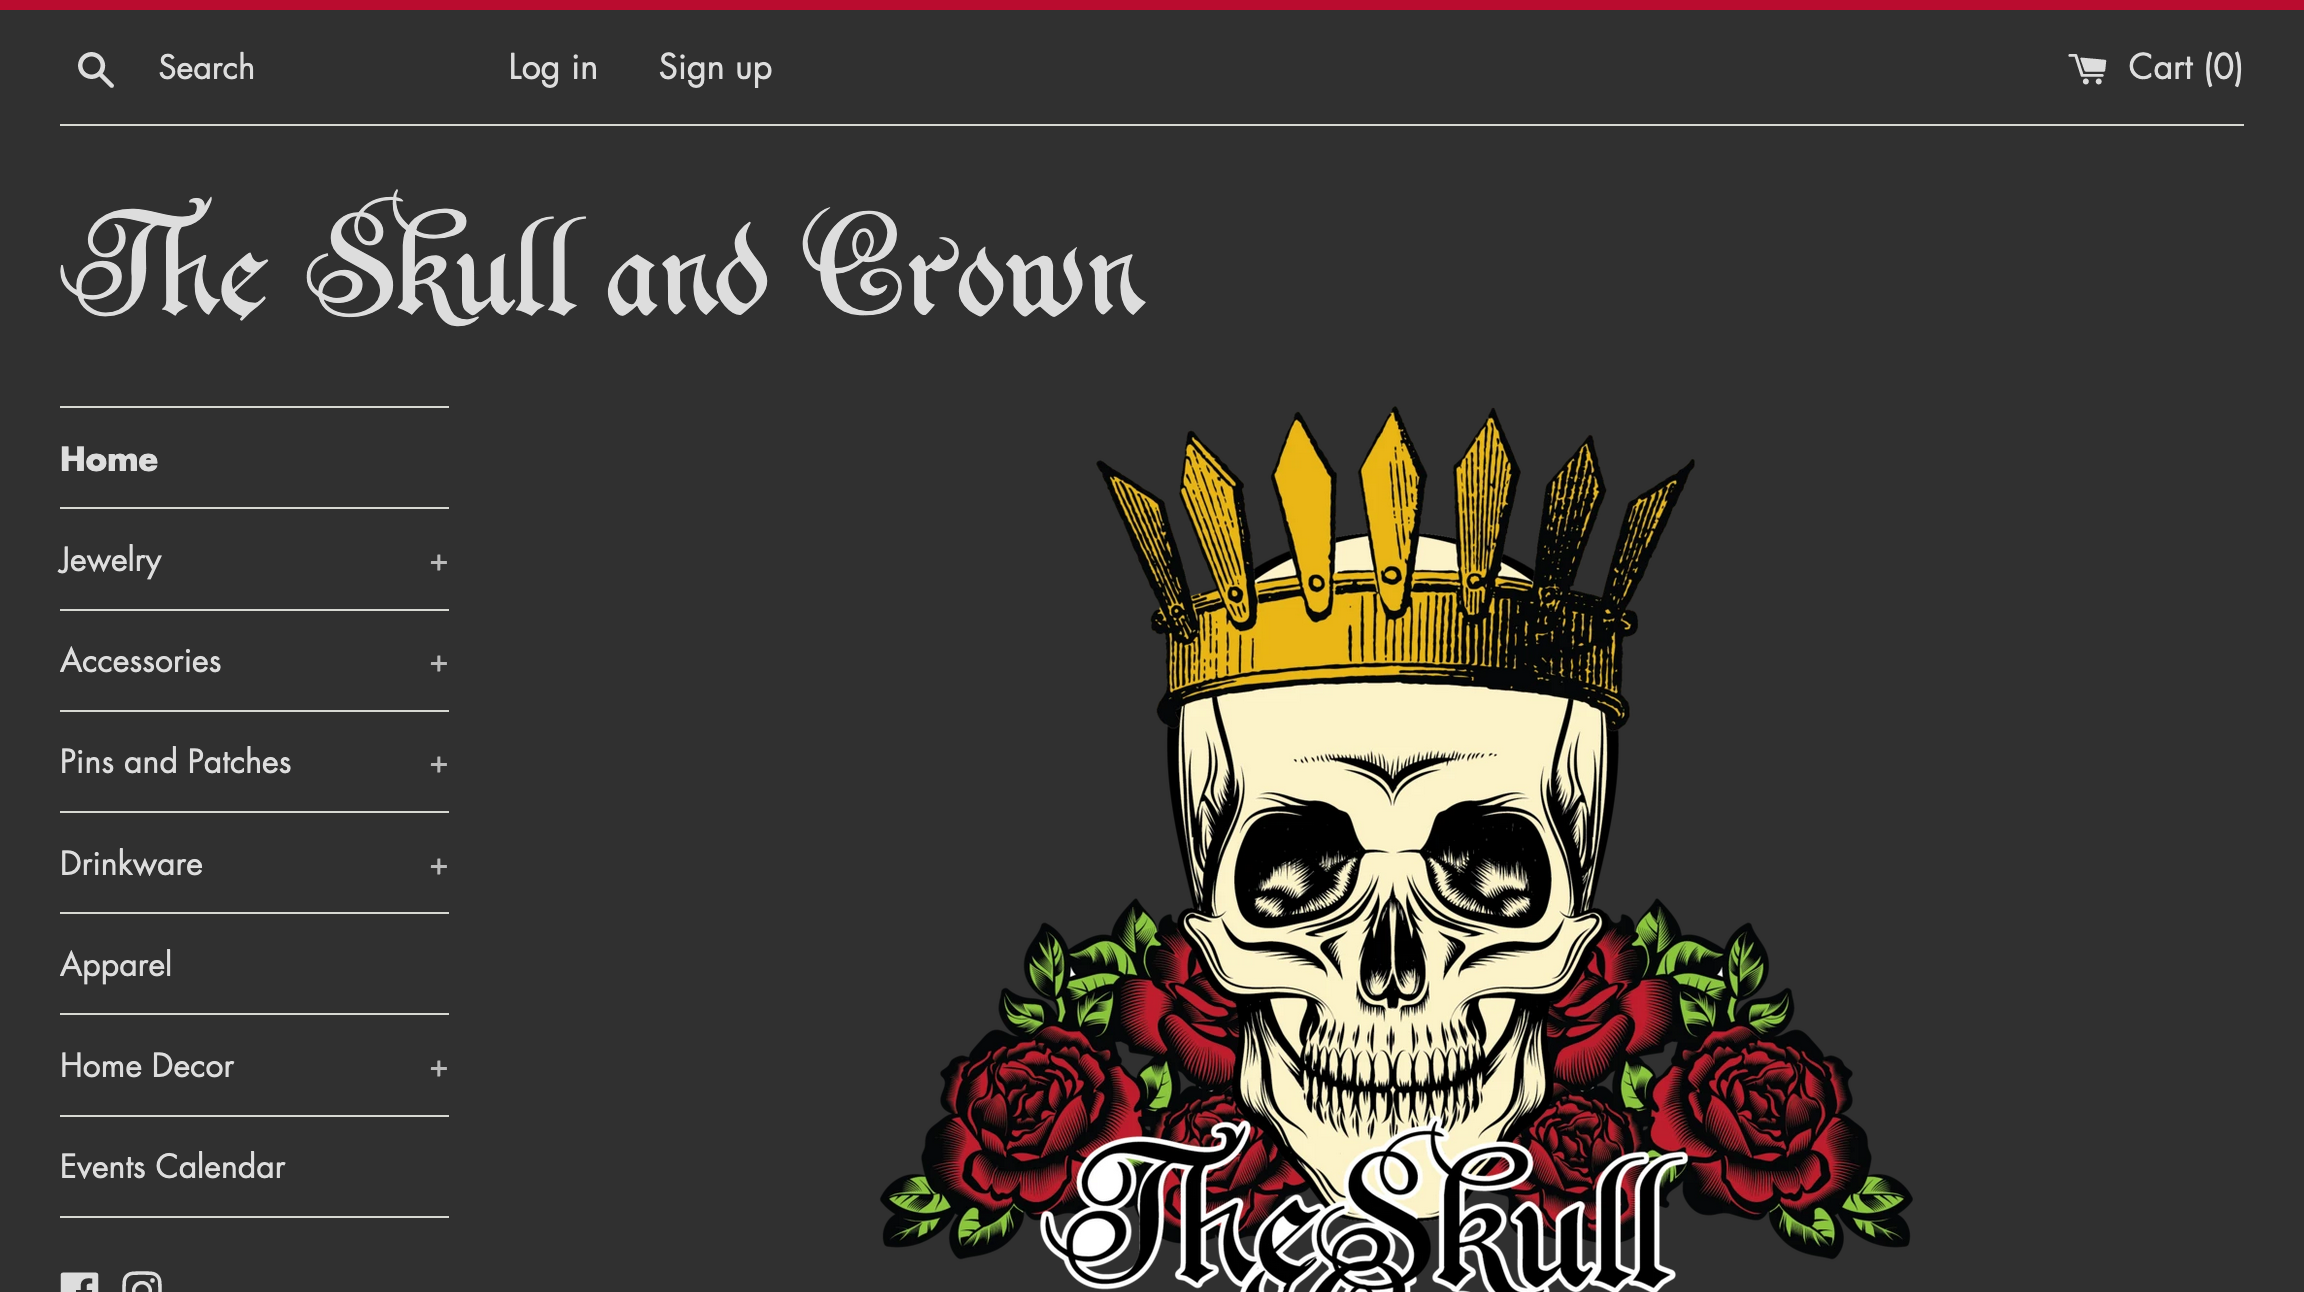 Search Log in Sign up Cart (0)
The Skull and Crown
Home
Jewelry +
Accessories +
Pins and Patches +
Drinkware +
Apparel
Home Decor +
Events Calendar
The Skull